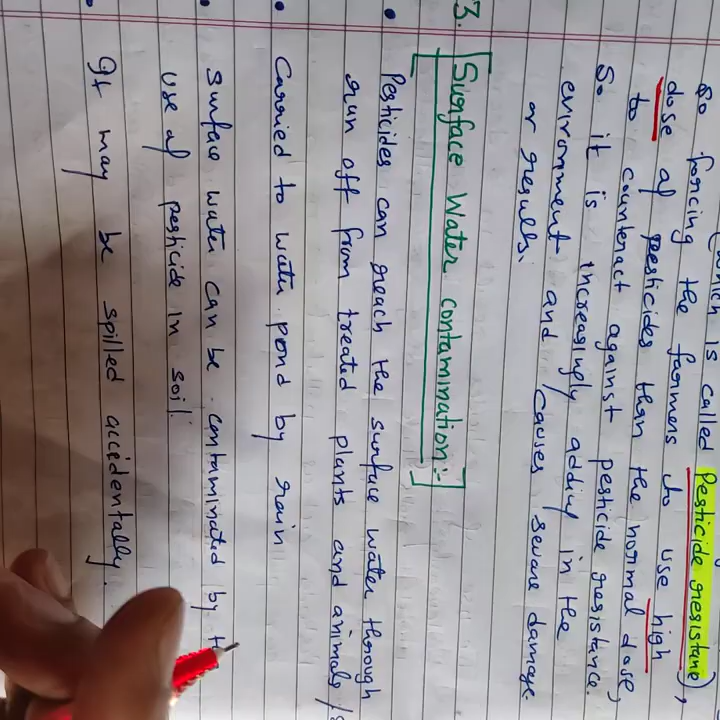 (which is called Pesticide resistane),
so forcing the farmers to use high
dose of pesticides than the normal dose,
to counteract against pesticide resistance.
So it is increasingly adding in the
evironment and causes severe damage
or results.
3. [Surface Water contamination:-]
• Pesticides can reach the surface water through
run off from treated plants and animals/
• Carried to water pond by rain
• Surface water can be contaminated by
use of pesticide in soil.
• It may be spilled accidentally.